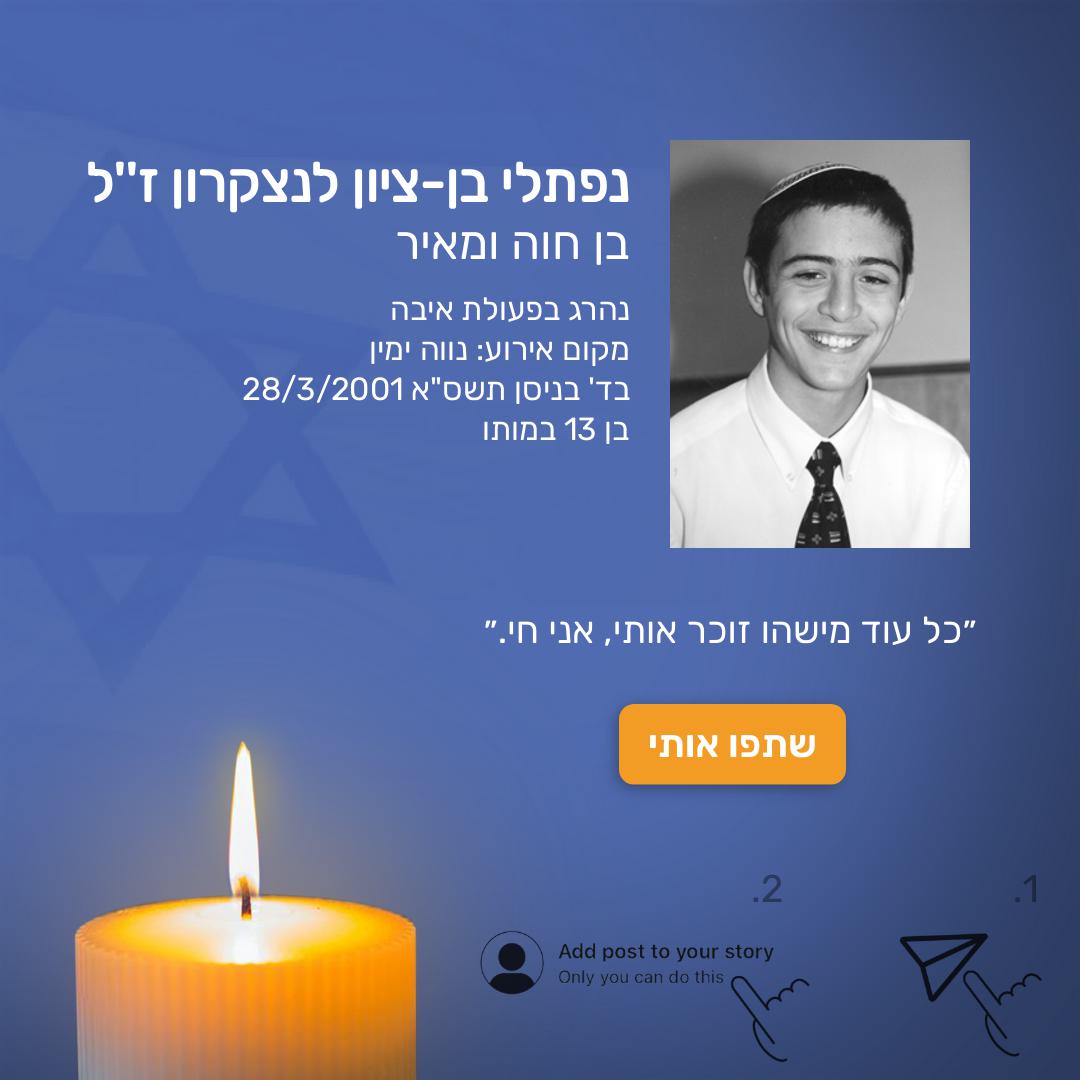 נפתלי בן-ציון לנצקרון ז"ל
בן חוה ומאיר
נהרג בפעולת איבה
מקום אירוע: נווה ימין
בד' בניסן תשס"א 28/3/2001
בן 13 במותו
״כל עוד מישהו זוכר אותי, אני חי.״
שתפו אותי
1.
2.
Add post to your story
Only you can do this